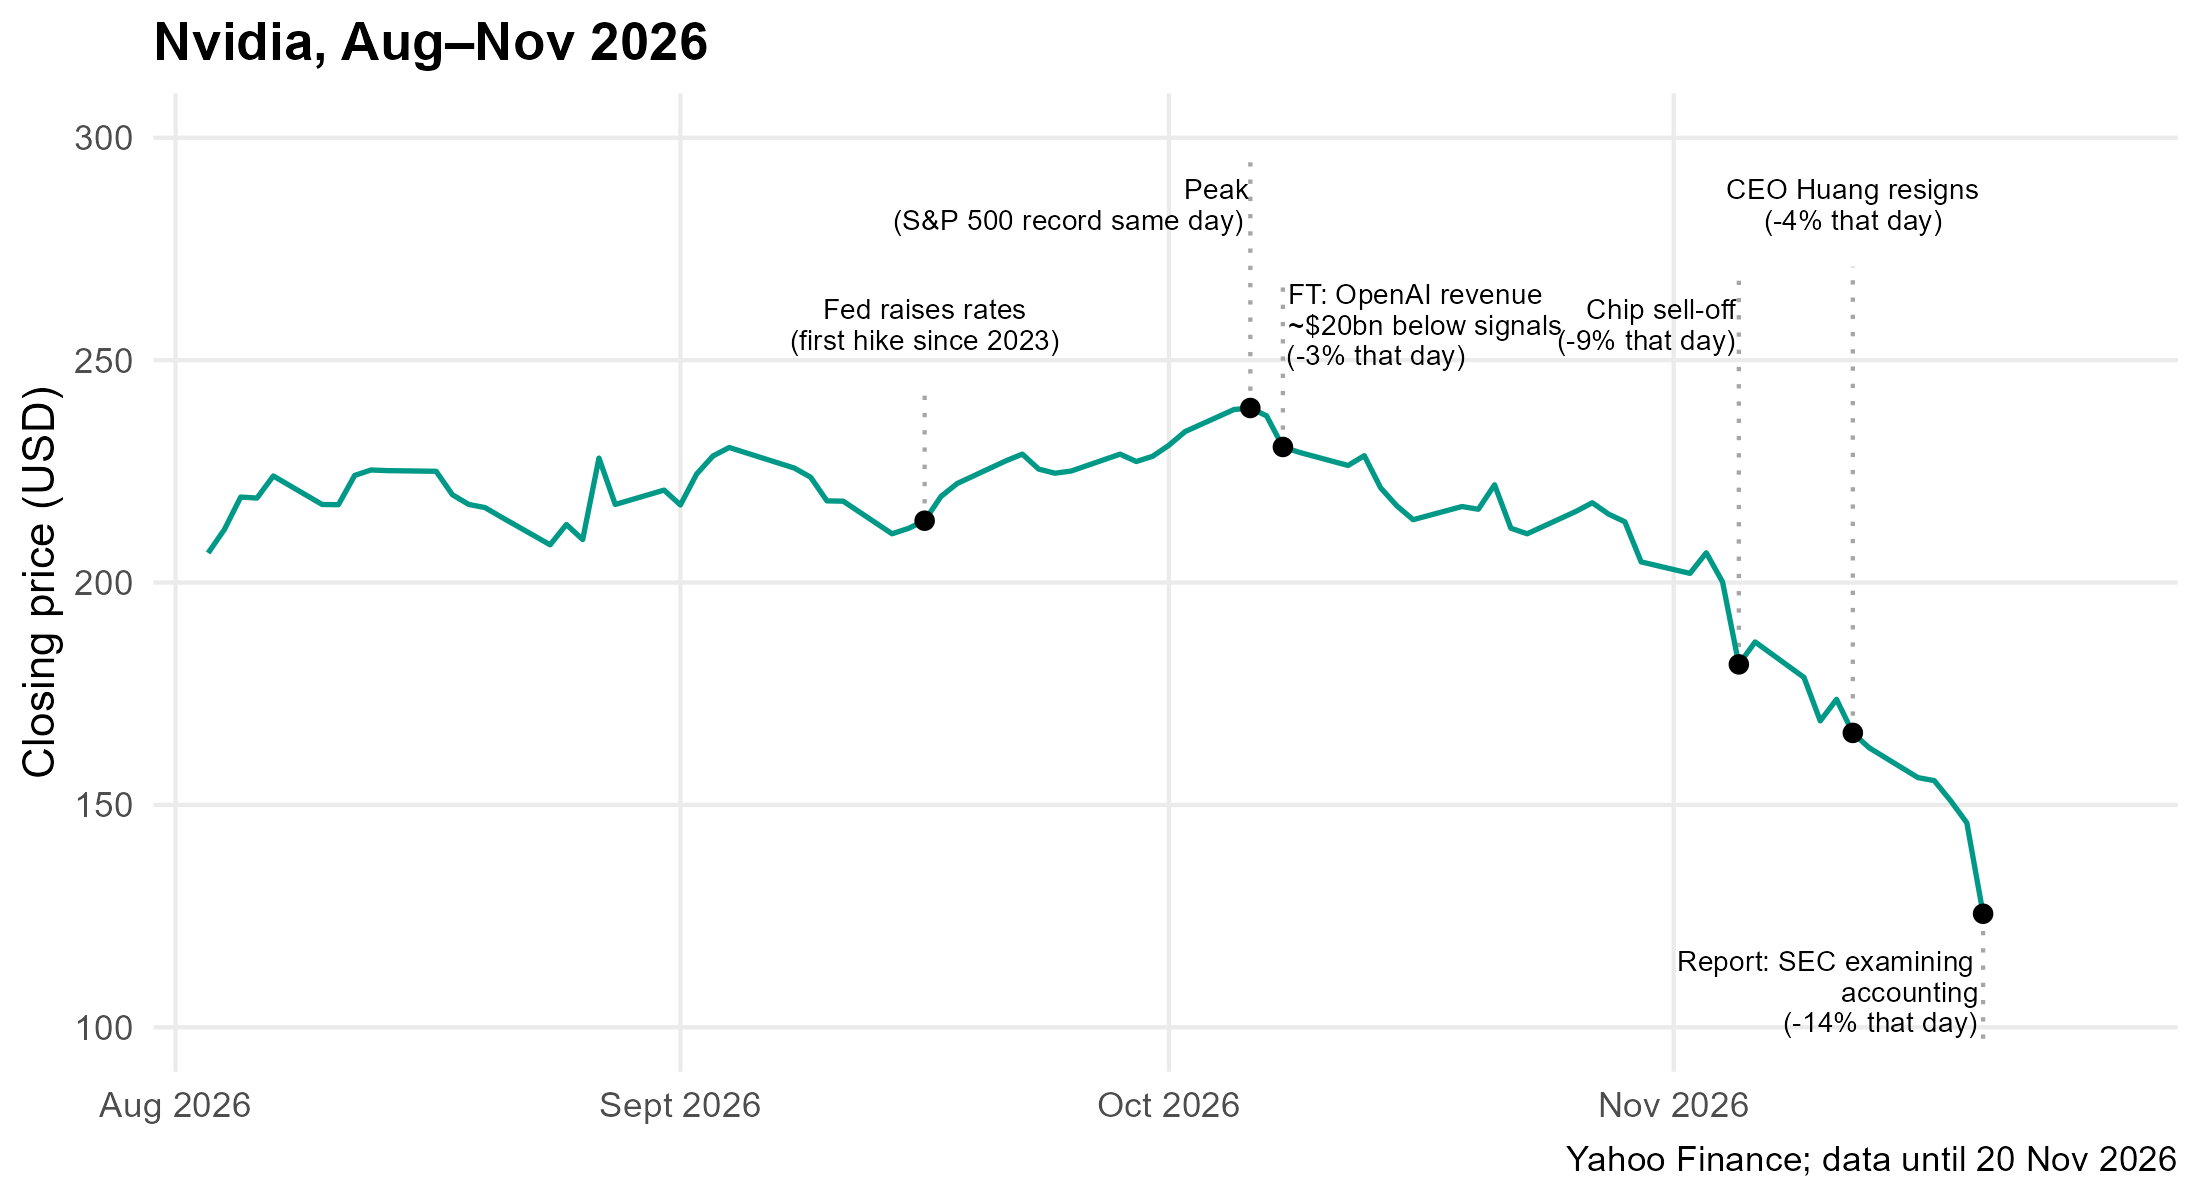 Nvidia, Aug–Nov 2026
Closing price (USD)
300
250
200
150
100
Peak
(S&P 500 record same day)
CEO Huang resigns
(-4% that day)
Fed raises rates
(first hike since 2023)
FT: OpenAI revenue
~$20bn below signals
(-3% that day)
Chip sell-off
(-9% that day)
Report: SEC examining
accounting
(-14% that day)
Aug 2026
Sept 2026
Oct 2026
Nov 2026
Yahoo Finance; data until 20 Nov 2026